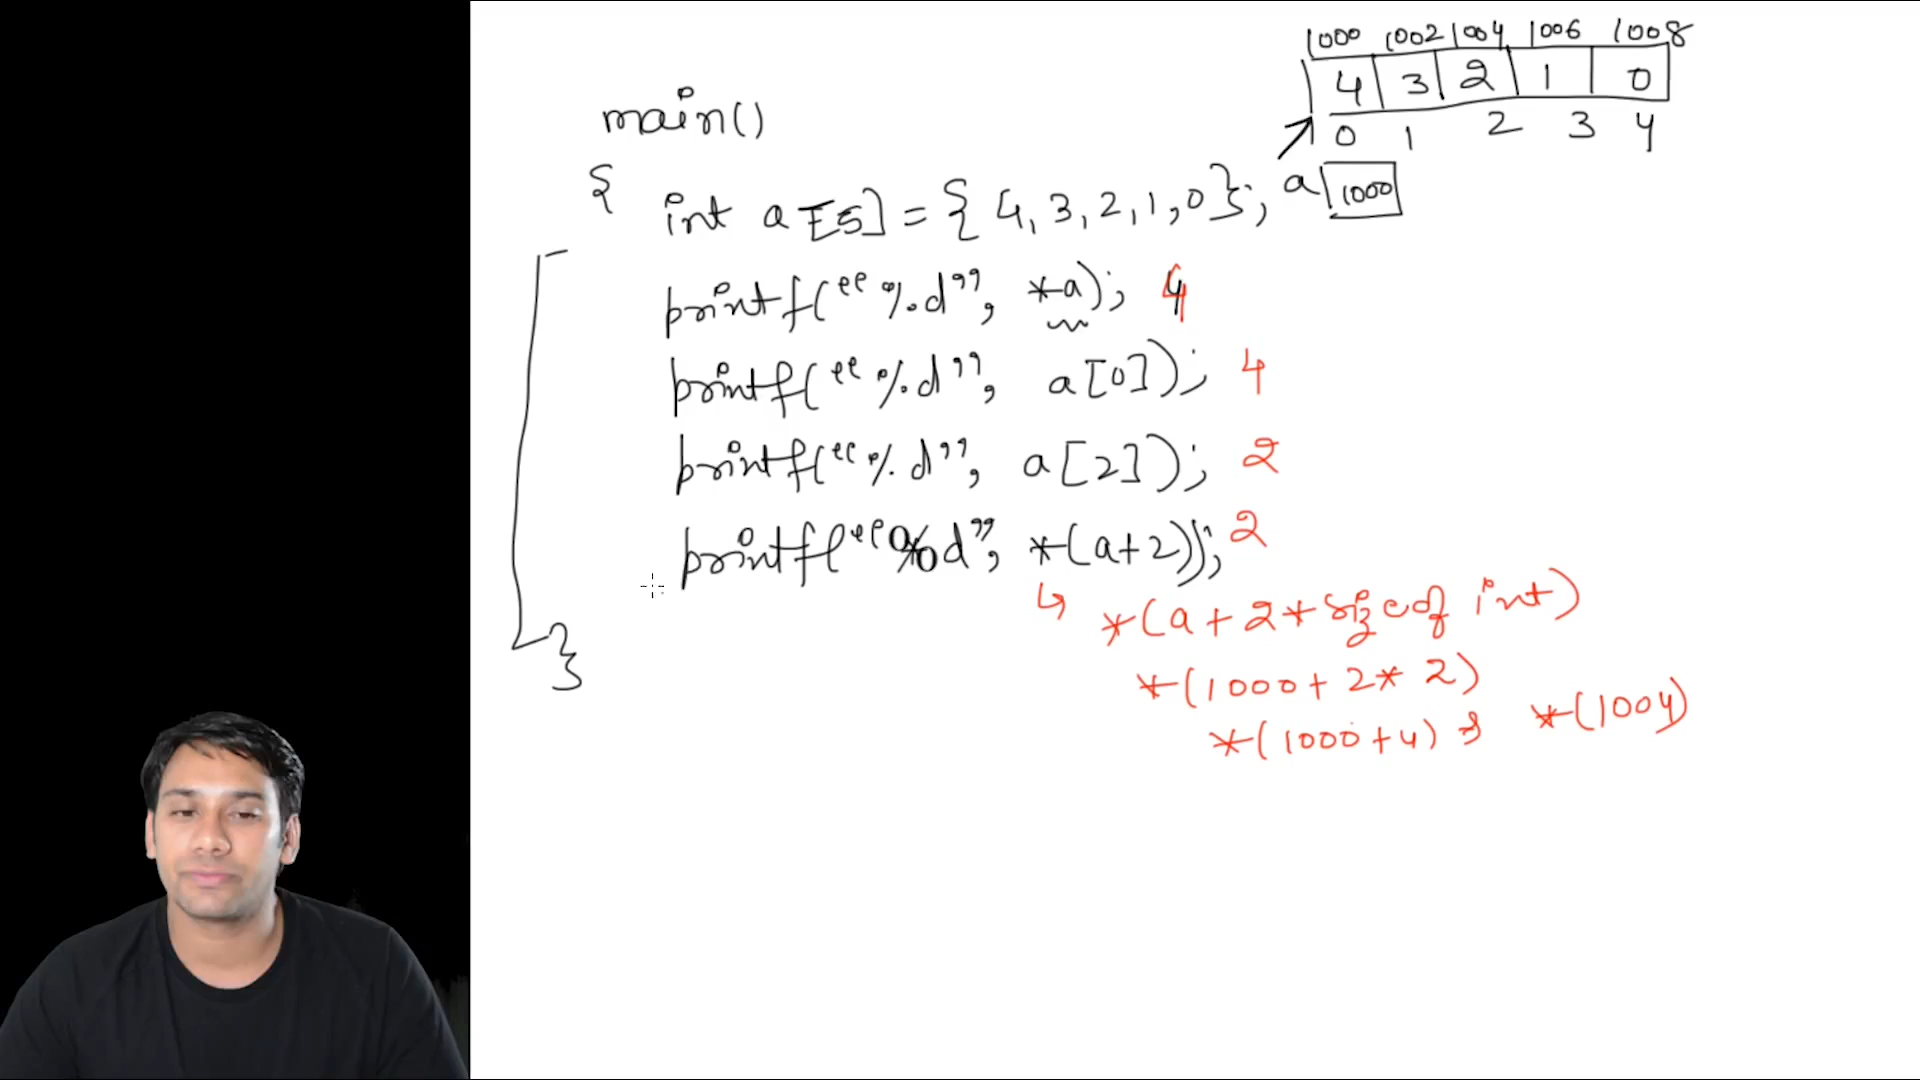 1000 1002 1004 1006 1008
4 3 2 1 0
0 1 2 3 4
a 1000
main()
{
int a[5] = { 4, 3, 2, 1, 0 };
printf("%d", *a); 4
printf("%d", a[0]); 4
printf("%d", a[2]); 2
printf("%d", *(a+2)); 2
↳ *(a + 2 * sizeof int)
*(1000 + 2 * 2)
*(1000 + 4) *(1004)
}